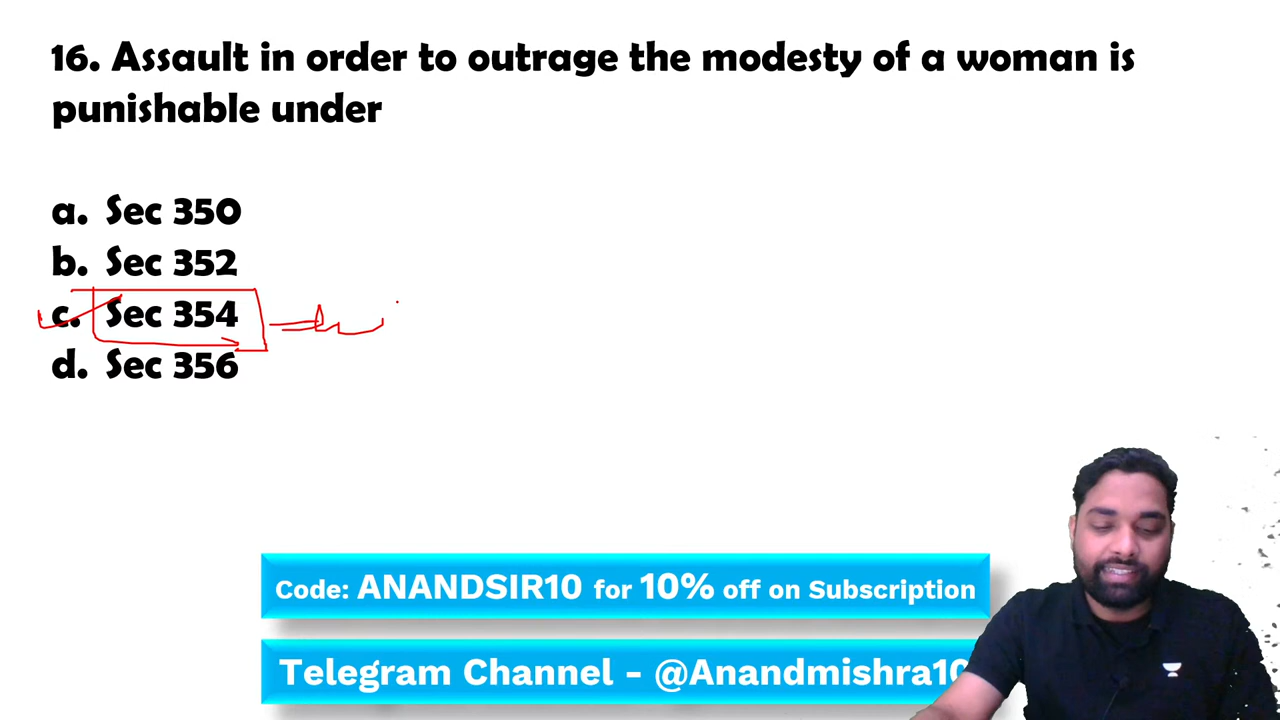 16. Assault in order to outrage the modesty of a woman is
punishable under
a. Sec 350
b. Sec 352
c. Sec 354
d. Sec 356
Code: ANANDSIR10 for 10% off on Subscription
Telegram Channel - @Anandmishra10